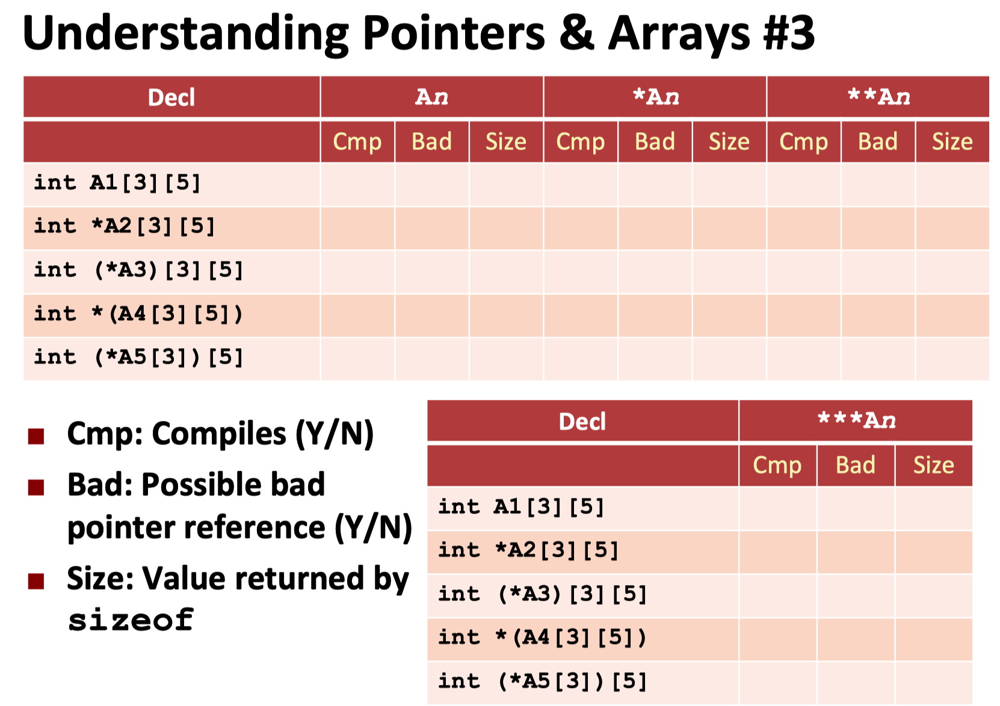 Understanding Pointers & Arrays #3
Decl An *An **An
Cmp Bad Size Cmp Bad Size Cmp Bad Size
int A1[3][5]
int *A2[3][5]
int (*A3)[3][5]
int *(A4[3][5])
int (*A5[3])[5]
■ Cmp: Compiles (Y/N)
■ Bad: Possible bad
pointer reference (Y/N)
■ Size: Value returned by
sizeof
Decl ***An
Cmp Bad Size
int A1[3][5]
int *A2[3][5]
int (*A3)[3][5]
int *(A4[3][5])
int (*A5[3])[5]